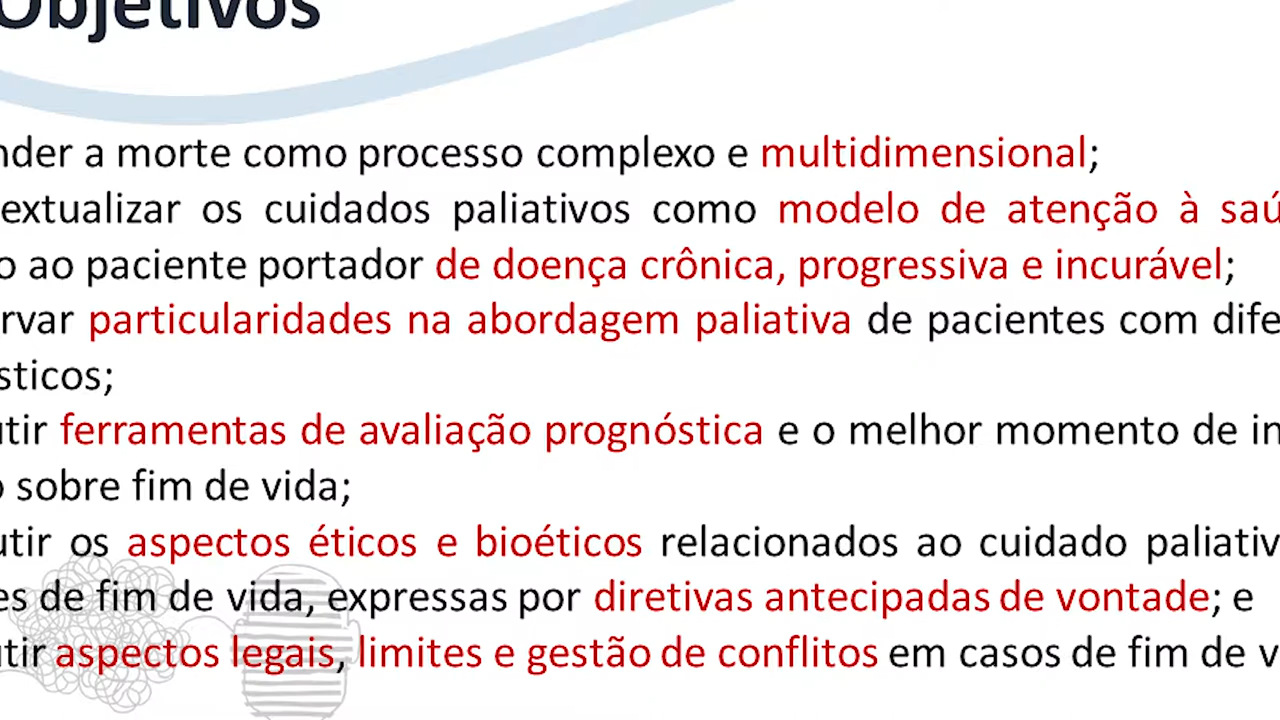 Objetivos
nder a morte como processo complexo e multidimensional;
extualizar os cuidados paliativos como modelo de atenção à saú
o ao paciente portador de doença crônica, progressiva e incurável;
rvar particularidades na abordagem paliativa de pacientes com dife
sticos;
utir ferramentas de avaliação prognóstica e o melhor momento de in
o sobre fim de vida;
utir os aspectos éticos e bioéticos relacionados ao cuidado paliativ
es de fim de vida, expressas por diretivas antecipadas de vontade; e
utir aspectos legais, limites e gestão de conflitos em casos de fim de v